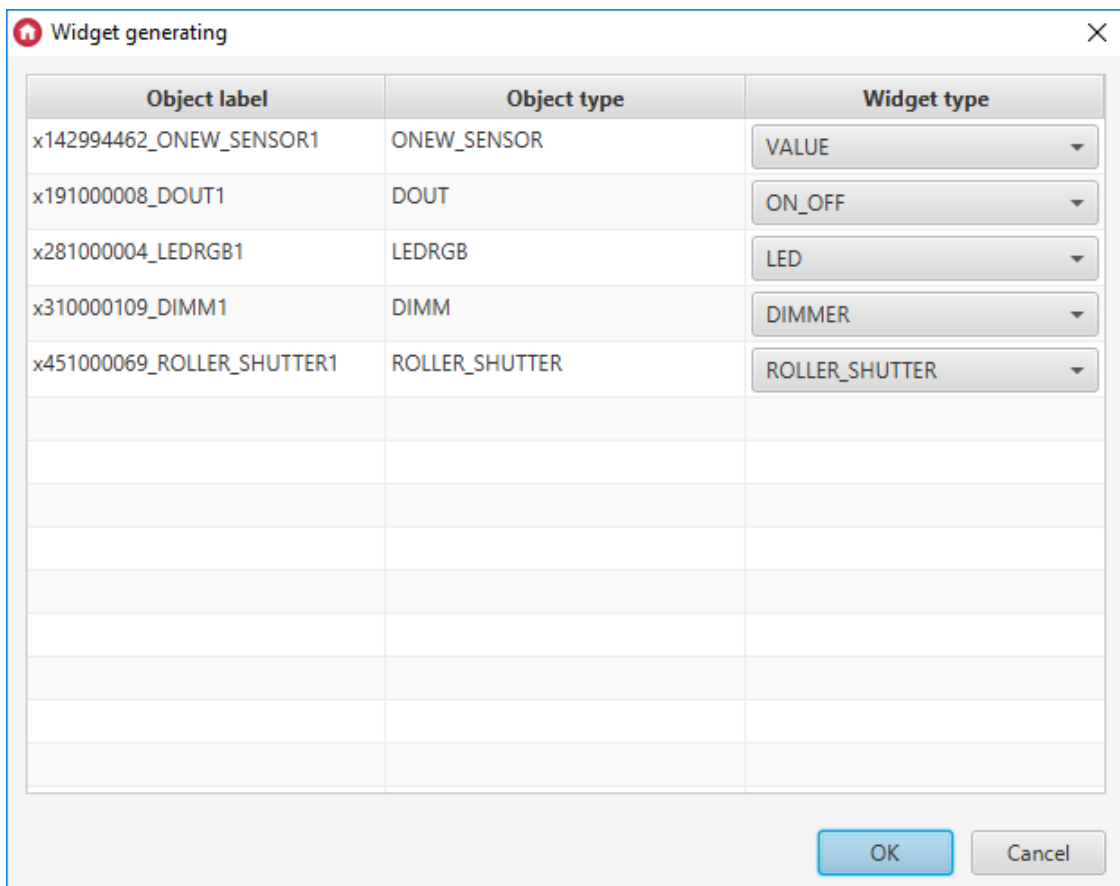 Widget generating
Object label Object type Widget type
x142994462_ONEW_SENSOR1 ONEW_SENSOR VALUE
x191000008_DOUT1 DOUT ON_OFF
x281000004_LEDRGB1 LEDRGB LED
x310000109_DIMM1 DIMM DIMMER
x451000069_ROLLER_SHUTTER1 ROLLER_SHUTTER ROLLER_SHUTTER
OK Cancel